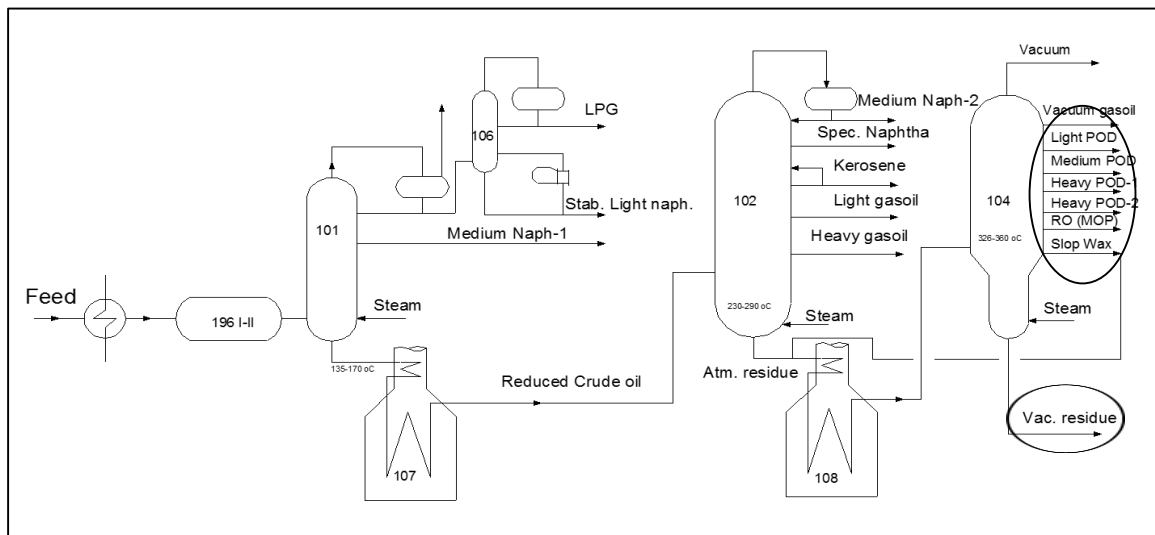 Feed
196 I-II
101
135-170 oC
Steam
106
LPG
Stab. Light naph.
Medium Naph-1
107
Reduced Crude oil
102
230-290 oC
Medium Naph-2
Spec. Naphtha
Kerosene
Light gasoil
Heavy gasoil
Steam
Atm. residue
108
104
326-360 oC
Vacuum
Vacuum gasoil
Light POD
Medium POD
Heavy POD-1
Heavy POD-2
RO (MOP)
Slop Wax
Steam
Vac. residue